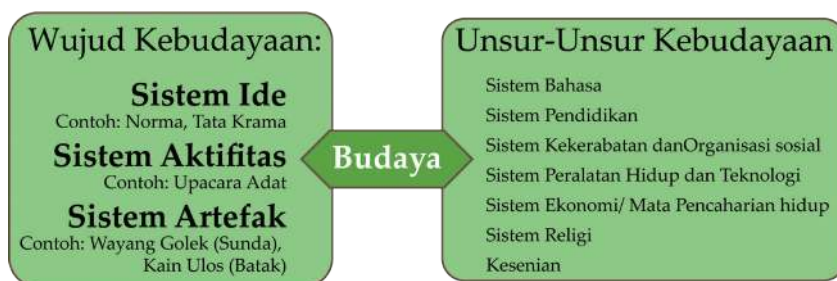 Wujud Kebudayaan:
Sistem Ide
Contoh: Norma, Tata Krama
Sistem Aktifitas
Contoh: Upacara Adat
Sistem Artefak
Contoh: Wayang Golek (Sunda),
Kain Ulos (Batak)
Budaya
Unsur-Unsur Kebudayaan
Sistem Bahasa
Sistem Pendidikan
Sistem Kekerabatan danOrganisasi sosial
Sistem Peralatan Hidup dan Teknologi
Sistem Ekonomi/ Mata Pencaharian hidup
Sistem Religi
Kesenian